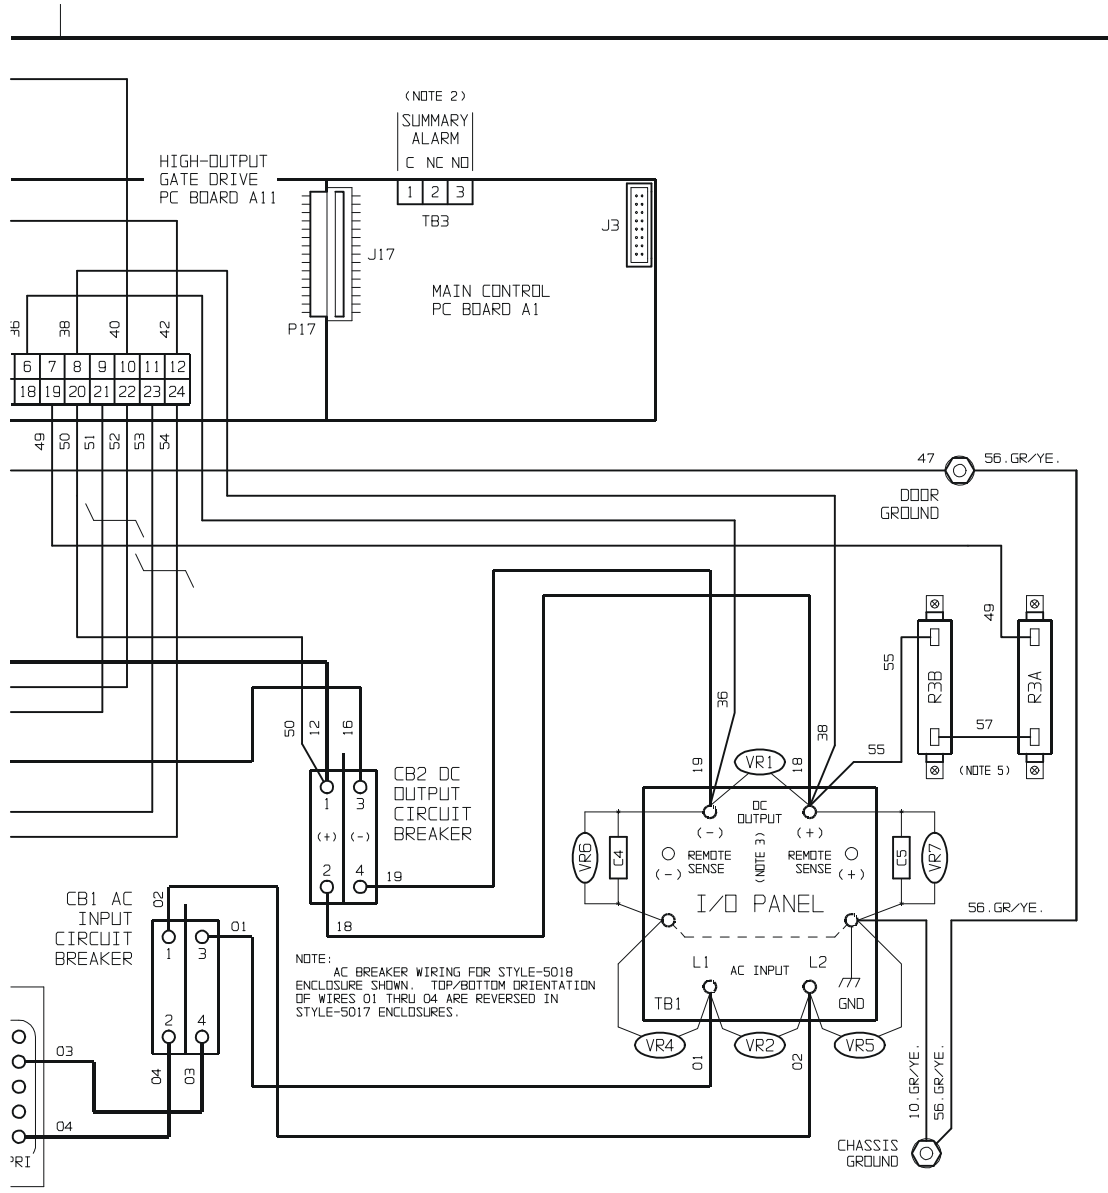 (NOTE 2)
SUMMARY
ALARM
C NC NO
1 2 3
TB3
HIGH-OUTPUT
GATE DRIVE
PC BOARD A11
J17
P17
J3
MAIN CONTROL
PC BOARD A1
36
38
40
42
6 7 8 9 10 11 12
18 19 20 21 22 23 24
49
50
51
52
53
54
47
56.GR/YE.
DOOR
GROUND
49
55
R3B
R3A
57
55
(NOTE 5)
36
38
19
VR1
18
50
12
16
CB2 DC
OUTPUT
CIRCUIT
BREAKER
1 3
(+) (-)
2 4
19
18
DC
OUTPUT
(-) (+)
(NOTE 3)
REMOTE
SENSE
(-)
REMOTE
SENSE
(+)
VR6
C4
C5
VR7
I/O PANEL
56.GR/YE.
L1 AC INPUT L2
TB1
GND
VR4
VR2
VR5
01
02
CB1 AC
INPUT
CIRCUIT
BREAKER
02
01
1 3
2 4
03
04
03
04
PRI
NOTE:
AC BREAKER WIRING FOR STYLE-5018
ENCLOSURE SHOWN. TOP/BOTTOM ORIENTATION
OF WIRES 01 THRU 04 ARE REVERSED IN
STYLE-5017 ENCLOSURES.
10.GR/YE.
56.GR/YE.
CHASSIS
GROUND